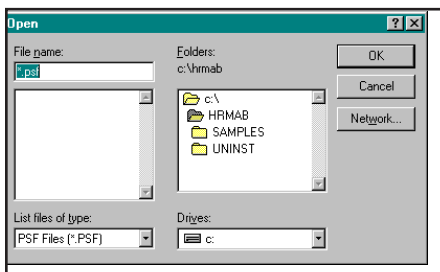 Open
File name:
*.psf
Folders:
c:\hrmab
c:\
HRMAB
SAMPLES
UNINST
OK
Cancel
Network...
List files of type:
PSF Files (*.PSF)
Drives:
c: